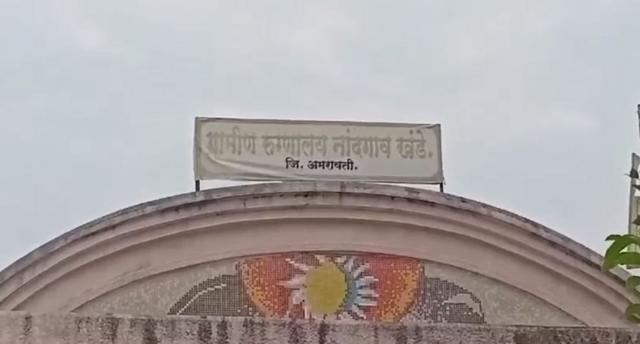 ग्रामीण रुग्णालय नांदगाव खंडे.
जि. अमरावती.